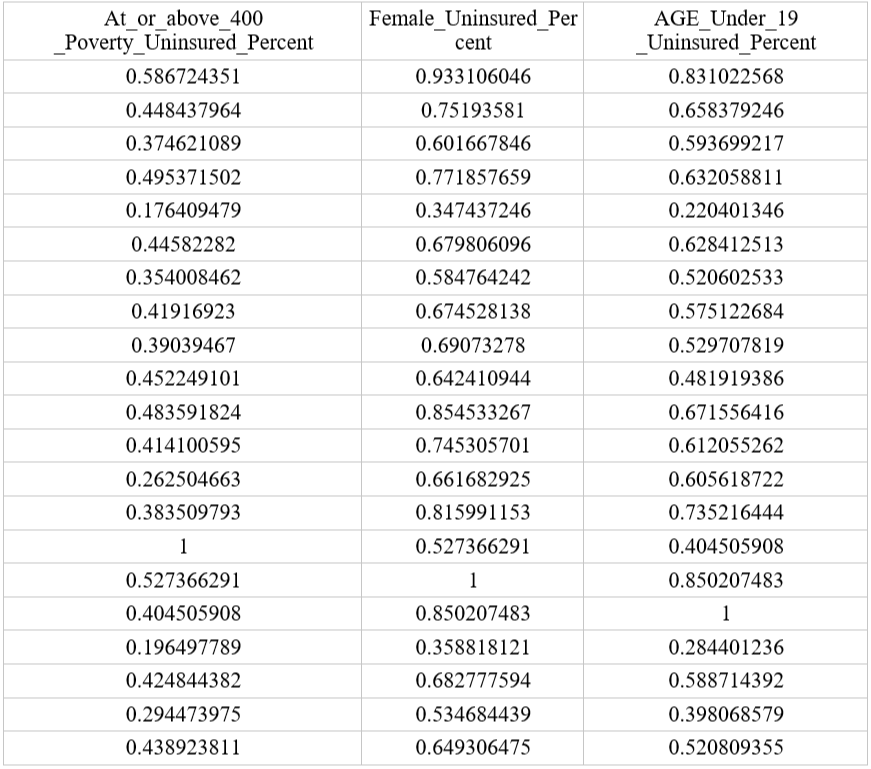 At_or_above_400 Female_Uninsured_Per AGE_Under_19
_Poverty_Uninsured_Percent cent _Uninsured_Percent
0.586724351 0.933106046 0.831022568
0.448437964 0.75193581 0.658379246
0.374621089 0.601667846 0.593699217
0.495371502 0.771857659 0.632058811
0.176409479 0.347437246 0.220401346
0.44582282 0.679806096 0.628412513
0.354008462 0.584764242 0.520602533
0.41916923 0.674528138 0.575122684
0.39039467 0.69073278 0.529707819
0.452249101 0.642410944 0.481919386
0.483591824 0.854533267 0.671556416
0.414100595 0.745305701 0.612055262
0.262504663 0.661682925 0.605618722
0.383509793 0.815991153 0.735216444
1 0.527366291 0.404505908
0.527366291 1 0.850207483
0.404505908 0.850207483 1
0.196497789 0.358818121 0.284401236
0.424844382 0.682777594 0.588714392
0.294473975 0.534684439 0.398068579
0.438923811 0.649306475 0.520809355